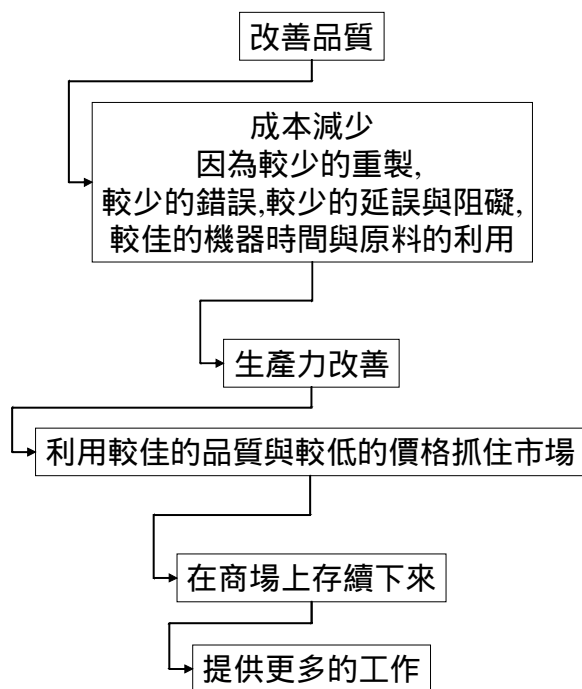 改善品質
成本減少
因為較少的重製,
較少的錯誤,較少的延誤與阻礙,
較佳的機器時間與原料的利用
生產力改善
利用較佳的品質與較低的價格抓住市場
在商場上存續下來
提供更多的工作